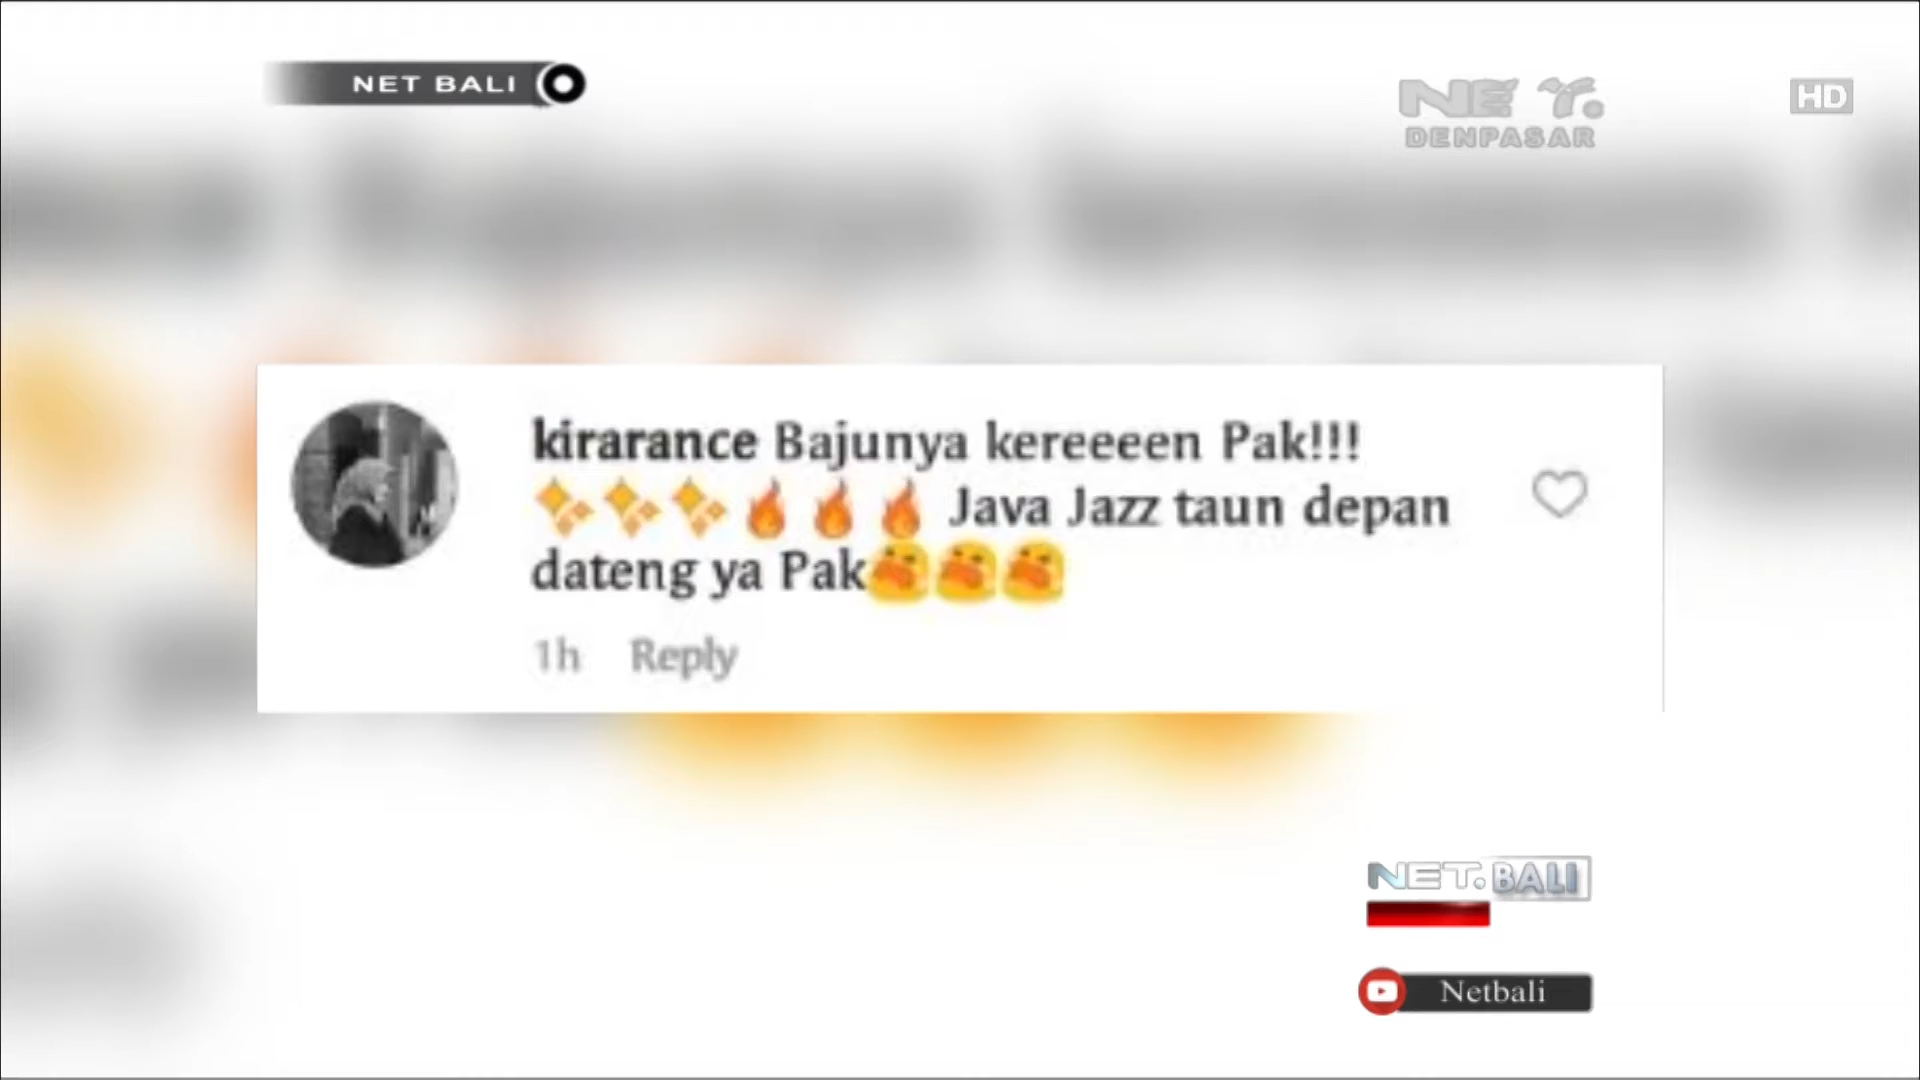 NET BALI
NET.
DENPASAR
HD
kirarance Bajunya kereeeen Pak!!!
✨✨✨🔥🔥🔥 Java Jazz taun depan
dateng ya Pak🤗🤗🤗
1h Reply
NET. BALI
Netbali